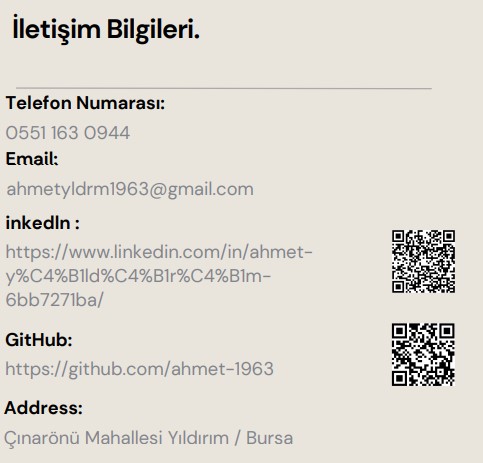 İletişim Bilgileri.
Telefon Numarası:
0551 163 0944
Email:
ahmetyldrm1963@gmail.com
inkedln :
https://www.linkedin.com/in/ahmet-
y%C4%B1ld%C4%B1r%C4%B1m-
6bb7271ba/
GitHub:
https://github.com/ahmet-1963
Address:
Çınarönü Mahallesi Yıldırım / Bursa